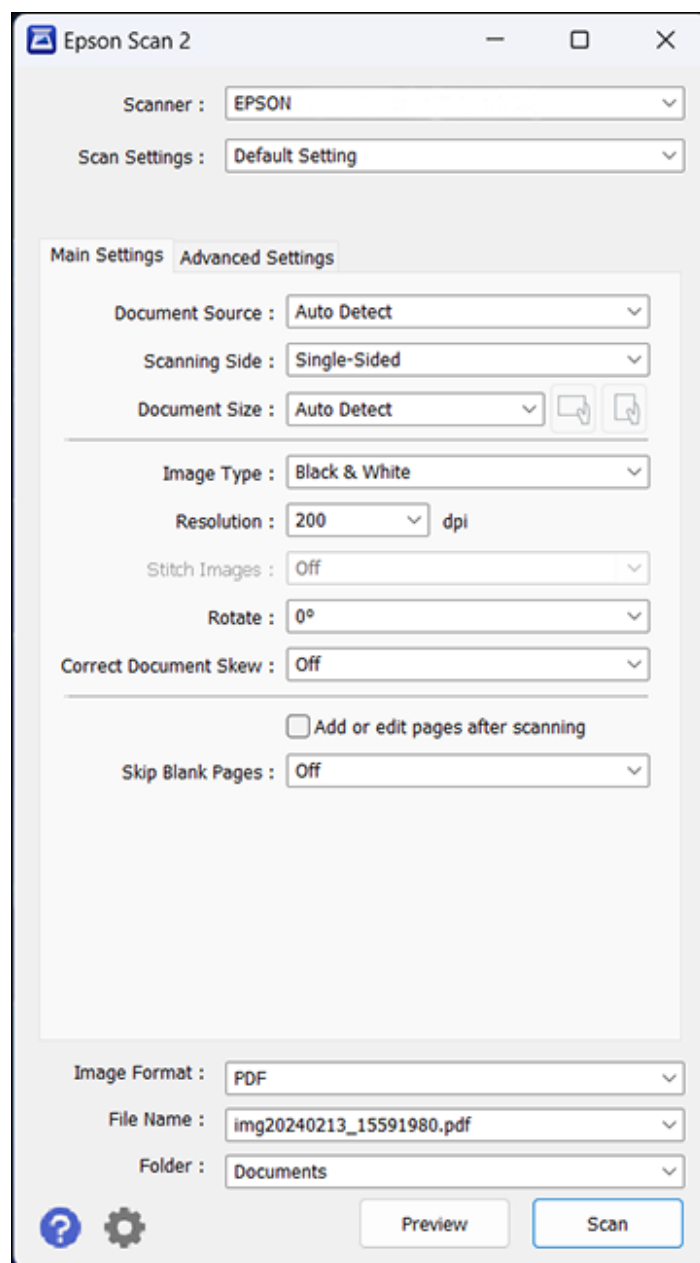 Epson Scan 2
Scanner : EPSON
Scan Settings : Default Setting
Main Settings Advanced Settings
Document Source : Auto Detect
Scanning Side : Single-Sided
Document Size : Auto Detect
Image Type : Black & White
Resolution : 200 dpi
Stitch Images : Off
Rotate : 0º
Correct Document Skew : Off
Add or edit pages after scanning
Skip Blank Pages : Off
Image Format : PDF
File Name : img20240213_15591980.pdf
Folder : Documents
? Preview Scan